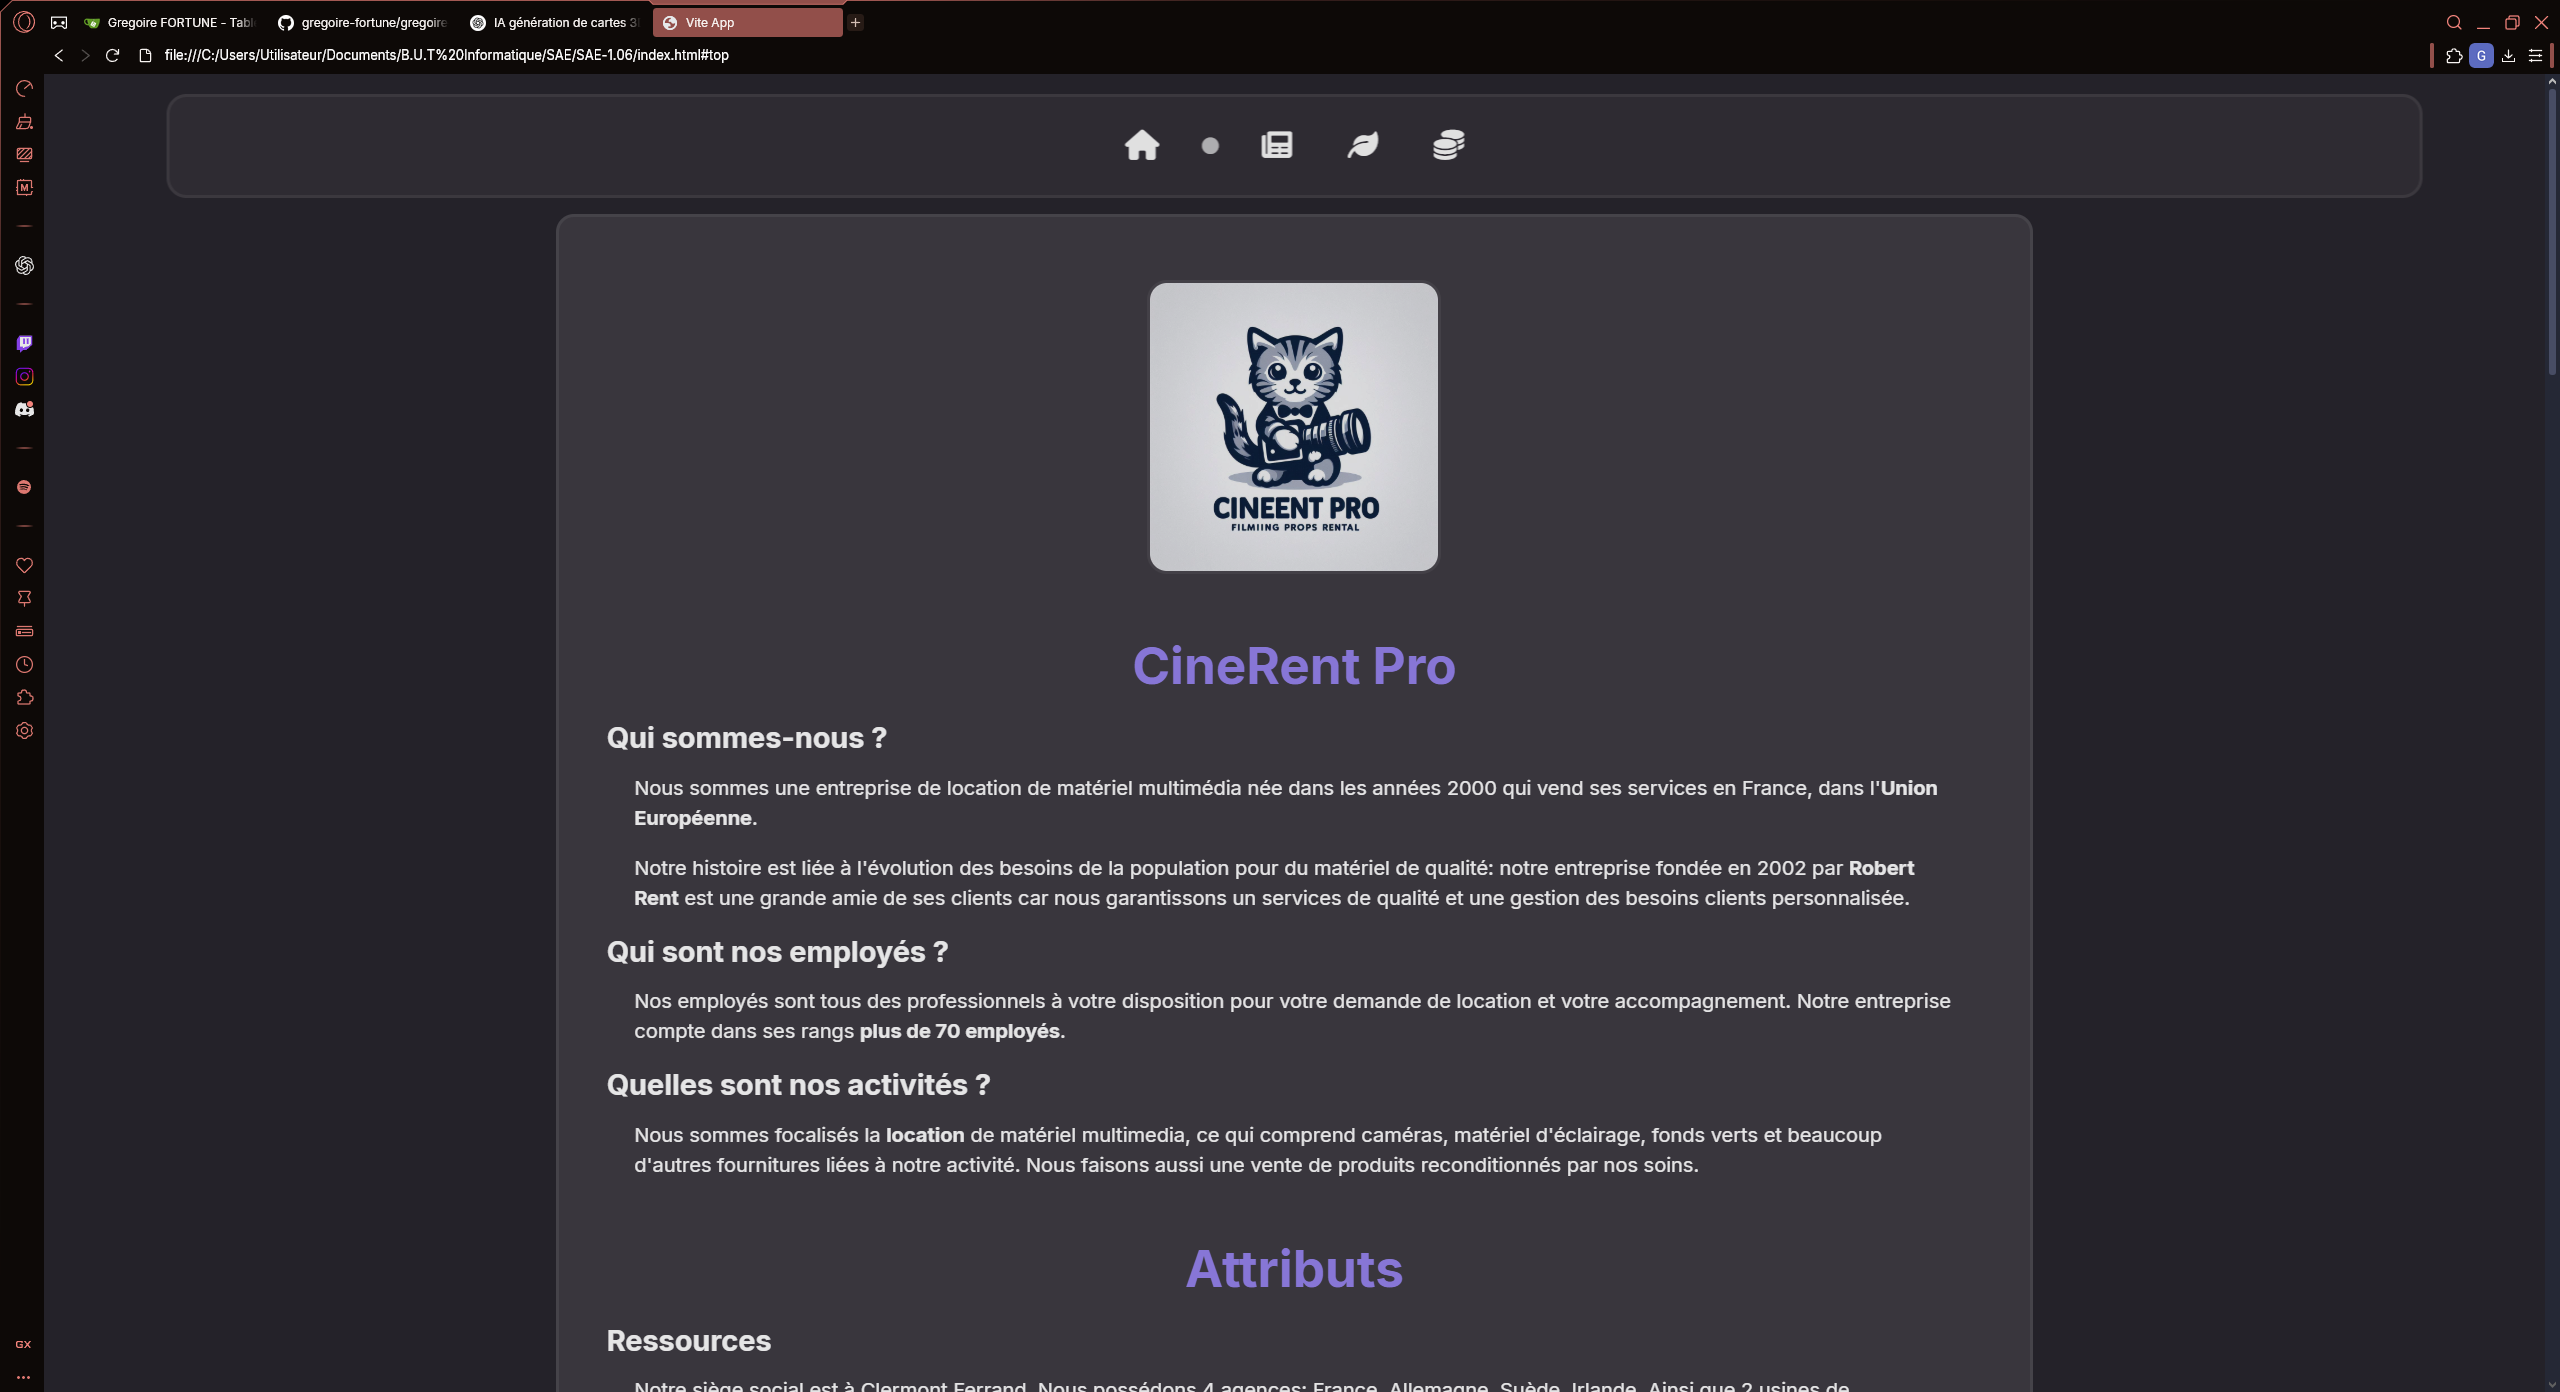 Gregoire FORTUNE - Tabl
gregoire-fortune/gregoire
IA génération de cartes 3
Vite App
file:///C:/Users/Utilisateur/Documents/B.U.T%20Informatique/SAE/SAE-1.06/index.html#top
G
M
CINEENT PRO
FILMIING PROPS RENTAL
CineRent Pro
Qui sommes-nous ?
Nous sommes une entreprise de location de matériel multimédia née dans les années 2000 qui vend ses services en France, dans l'Union
Européenne.
Notre histoire est liée à l'évolution des besoins de la population pour du matériel de qualité: notre entreprise fondée en 2002 par Robert
Rent est une grande amie de ses clients car nous garantissons un services de qualité et une gestion des besoins clients personnalisée.
Qui sont nos employés ?
Nos employés sont tous des professionnels à votre disposition pour votre demande de location et votre accompagnement. Notre entreprise
compte dans ses rangs plus de 70 employés.
Quelles sont nos activités ?
Nous sommes focalisés la location de matériel multimedia, ce qui comprend caméras, matériel d'éclairage, fonds verts et beaucoup
d'autres fournitures liées à notre activité. Nous faisons aussi une vente de produits reconditionnés par nos soins.
Attributs
Ressources
Notre siège social est à Clermont Ferrand. Nous possédons 4 agences: France, Allemagne, Suède, Irlande. Ainsi que 2 usines de
GX